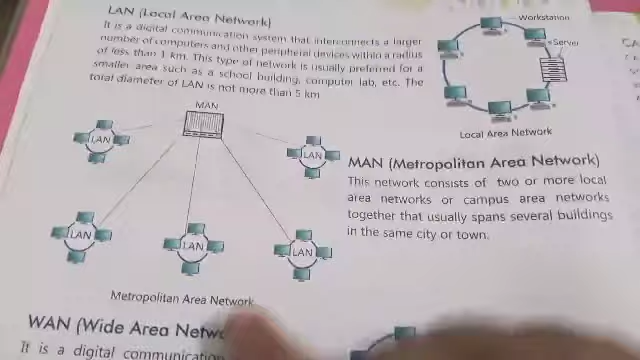 LAN (Local Area Network)
It is a digital communication system that interconnects a larger
number of computers and other peripheral devices within a radius
of less than 1 km. This type of network is usually preferred for a
smaller area such as a school building, computer lab, etc. The
total diameter of LAN is not more than 5 km
Workstation
Server
Local Area Network
MAN
LAN
LAN
LAN
LAN
LAN
Metropolitan Area Network
MAN (Metropolitan Area Network)
This network consists of two or more local
area networks or campus area networks
together that usually spans several buildings
in the same city or town.
WAN (Wide Area
It is a digital communication